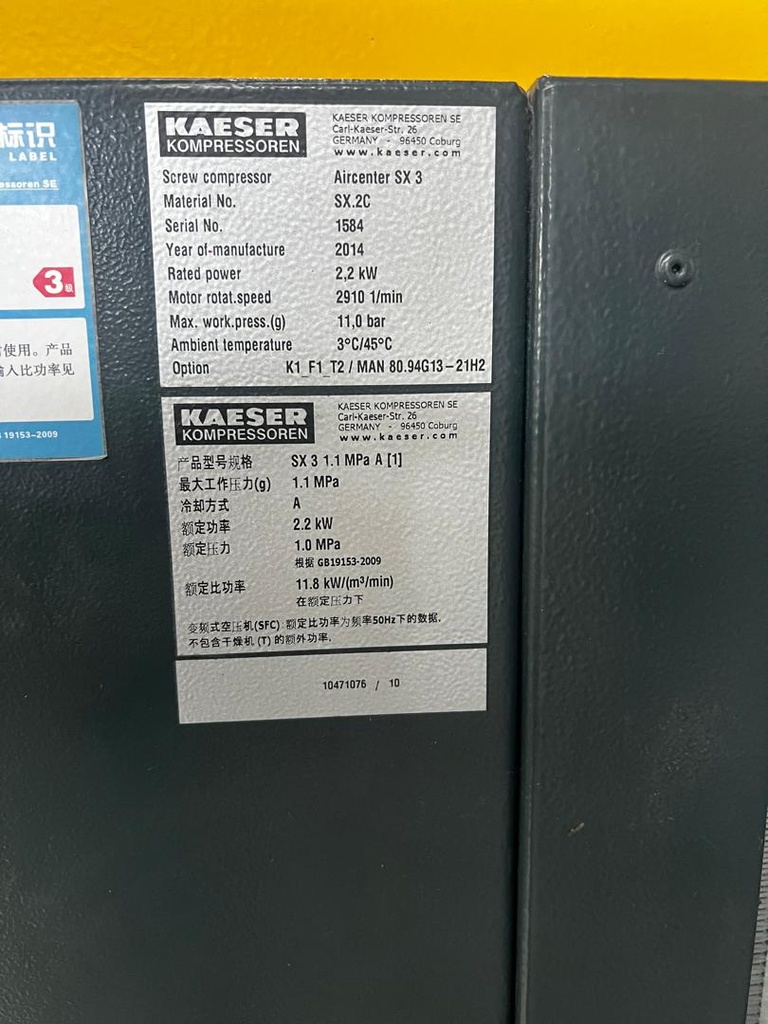 标识
LABEL
essoren SE
3级
使用。产品
输入比功率见
19153-2009
KAESER
KOMPRESSOREN
KAESER KOMPRESSOREN SE
Carl-Kaeser-Str. 26
GERMANY - 96450 Coburg
www.kaeser.com
Screw compressor Aircenter SX 3
Material No. SX.2C
Serial No. 1584
Year of-manufacture 2014
Rated power 2,2 kW
Motor rotat.speed 2910 1/min
Max. work.press.(g) 11,0 bar
Ambient temperature 3°C/45°C
Option K1_F1_T2 / MAN 80.94G13-21H2
KAESER
KOMPRESSOREN
KAESER KOMPRESSOREN SE
Carl-Kaeser-Str. 26
GERMANY - 96450 Coburg
www.kaeser.com
产品型号规格 SX 3 1.1 MPa A [1]
最大工作压力(g) 1.1 MPa
冷却方式 A
额定功率 2.2 kW
额定压力 1.0 MPa
根据 GB19153-2009
额定比功率 11.8 kW/(m³/min)
在额定压力下
变频式空压机(SFC): 额定比功率为频率50Hz下的数据.
不包含干燥机 (T) 的额外功率.
10471076 / 10